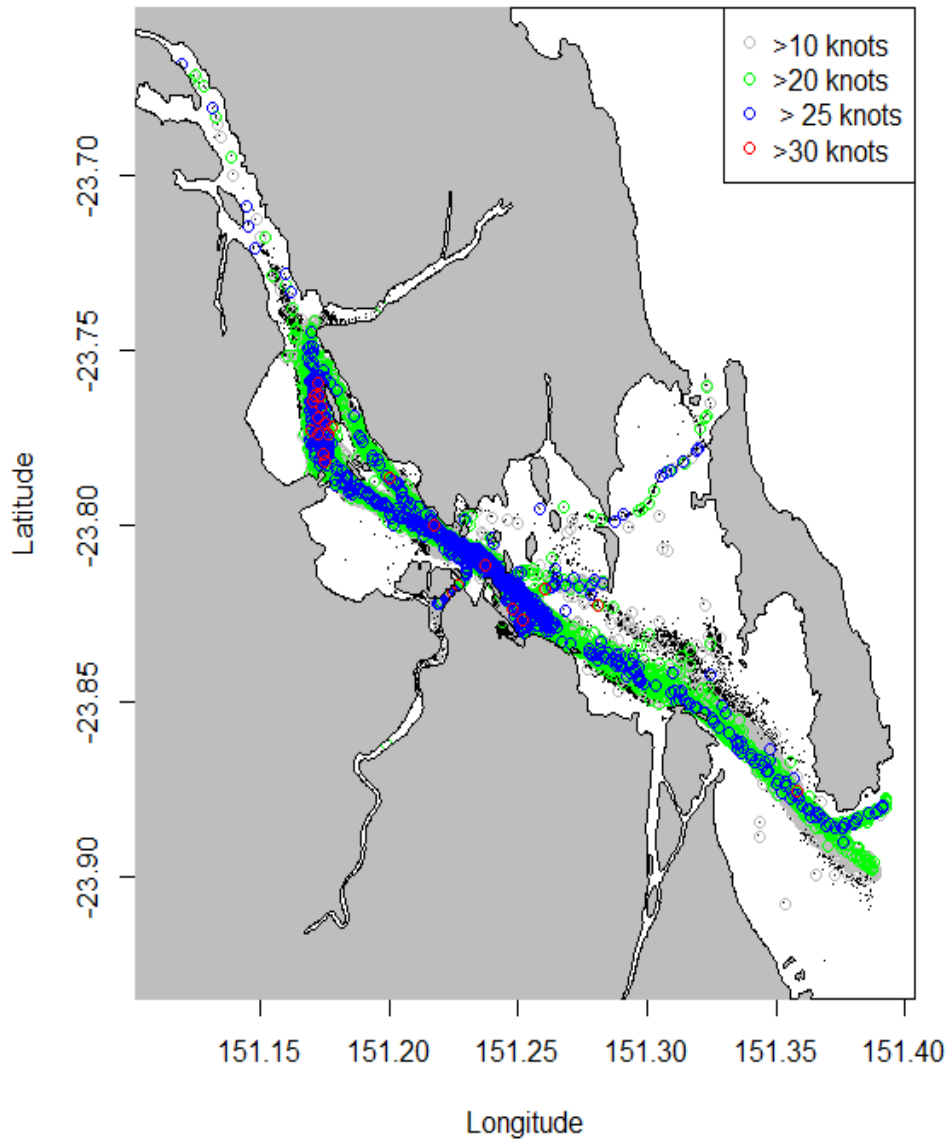 >10 knots
>20 knots
> 25 knots
>30 knots
Latitude
-23.70
-23.75
-23.80
-23.85
-23.90
151.15 151.20 151.25 151.30 151.35 151.40
Longitude